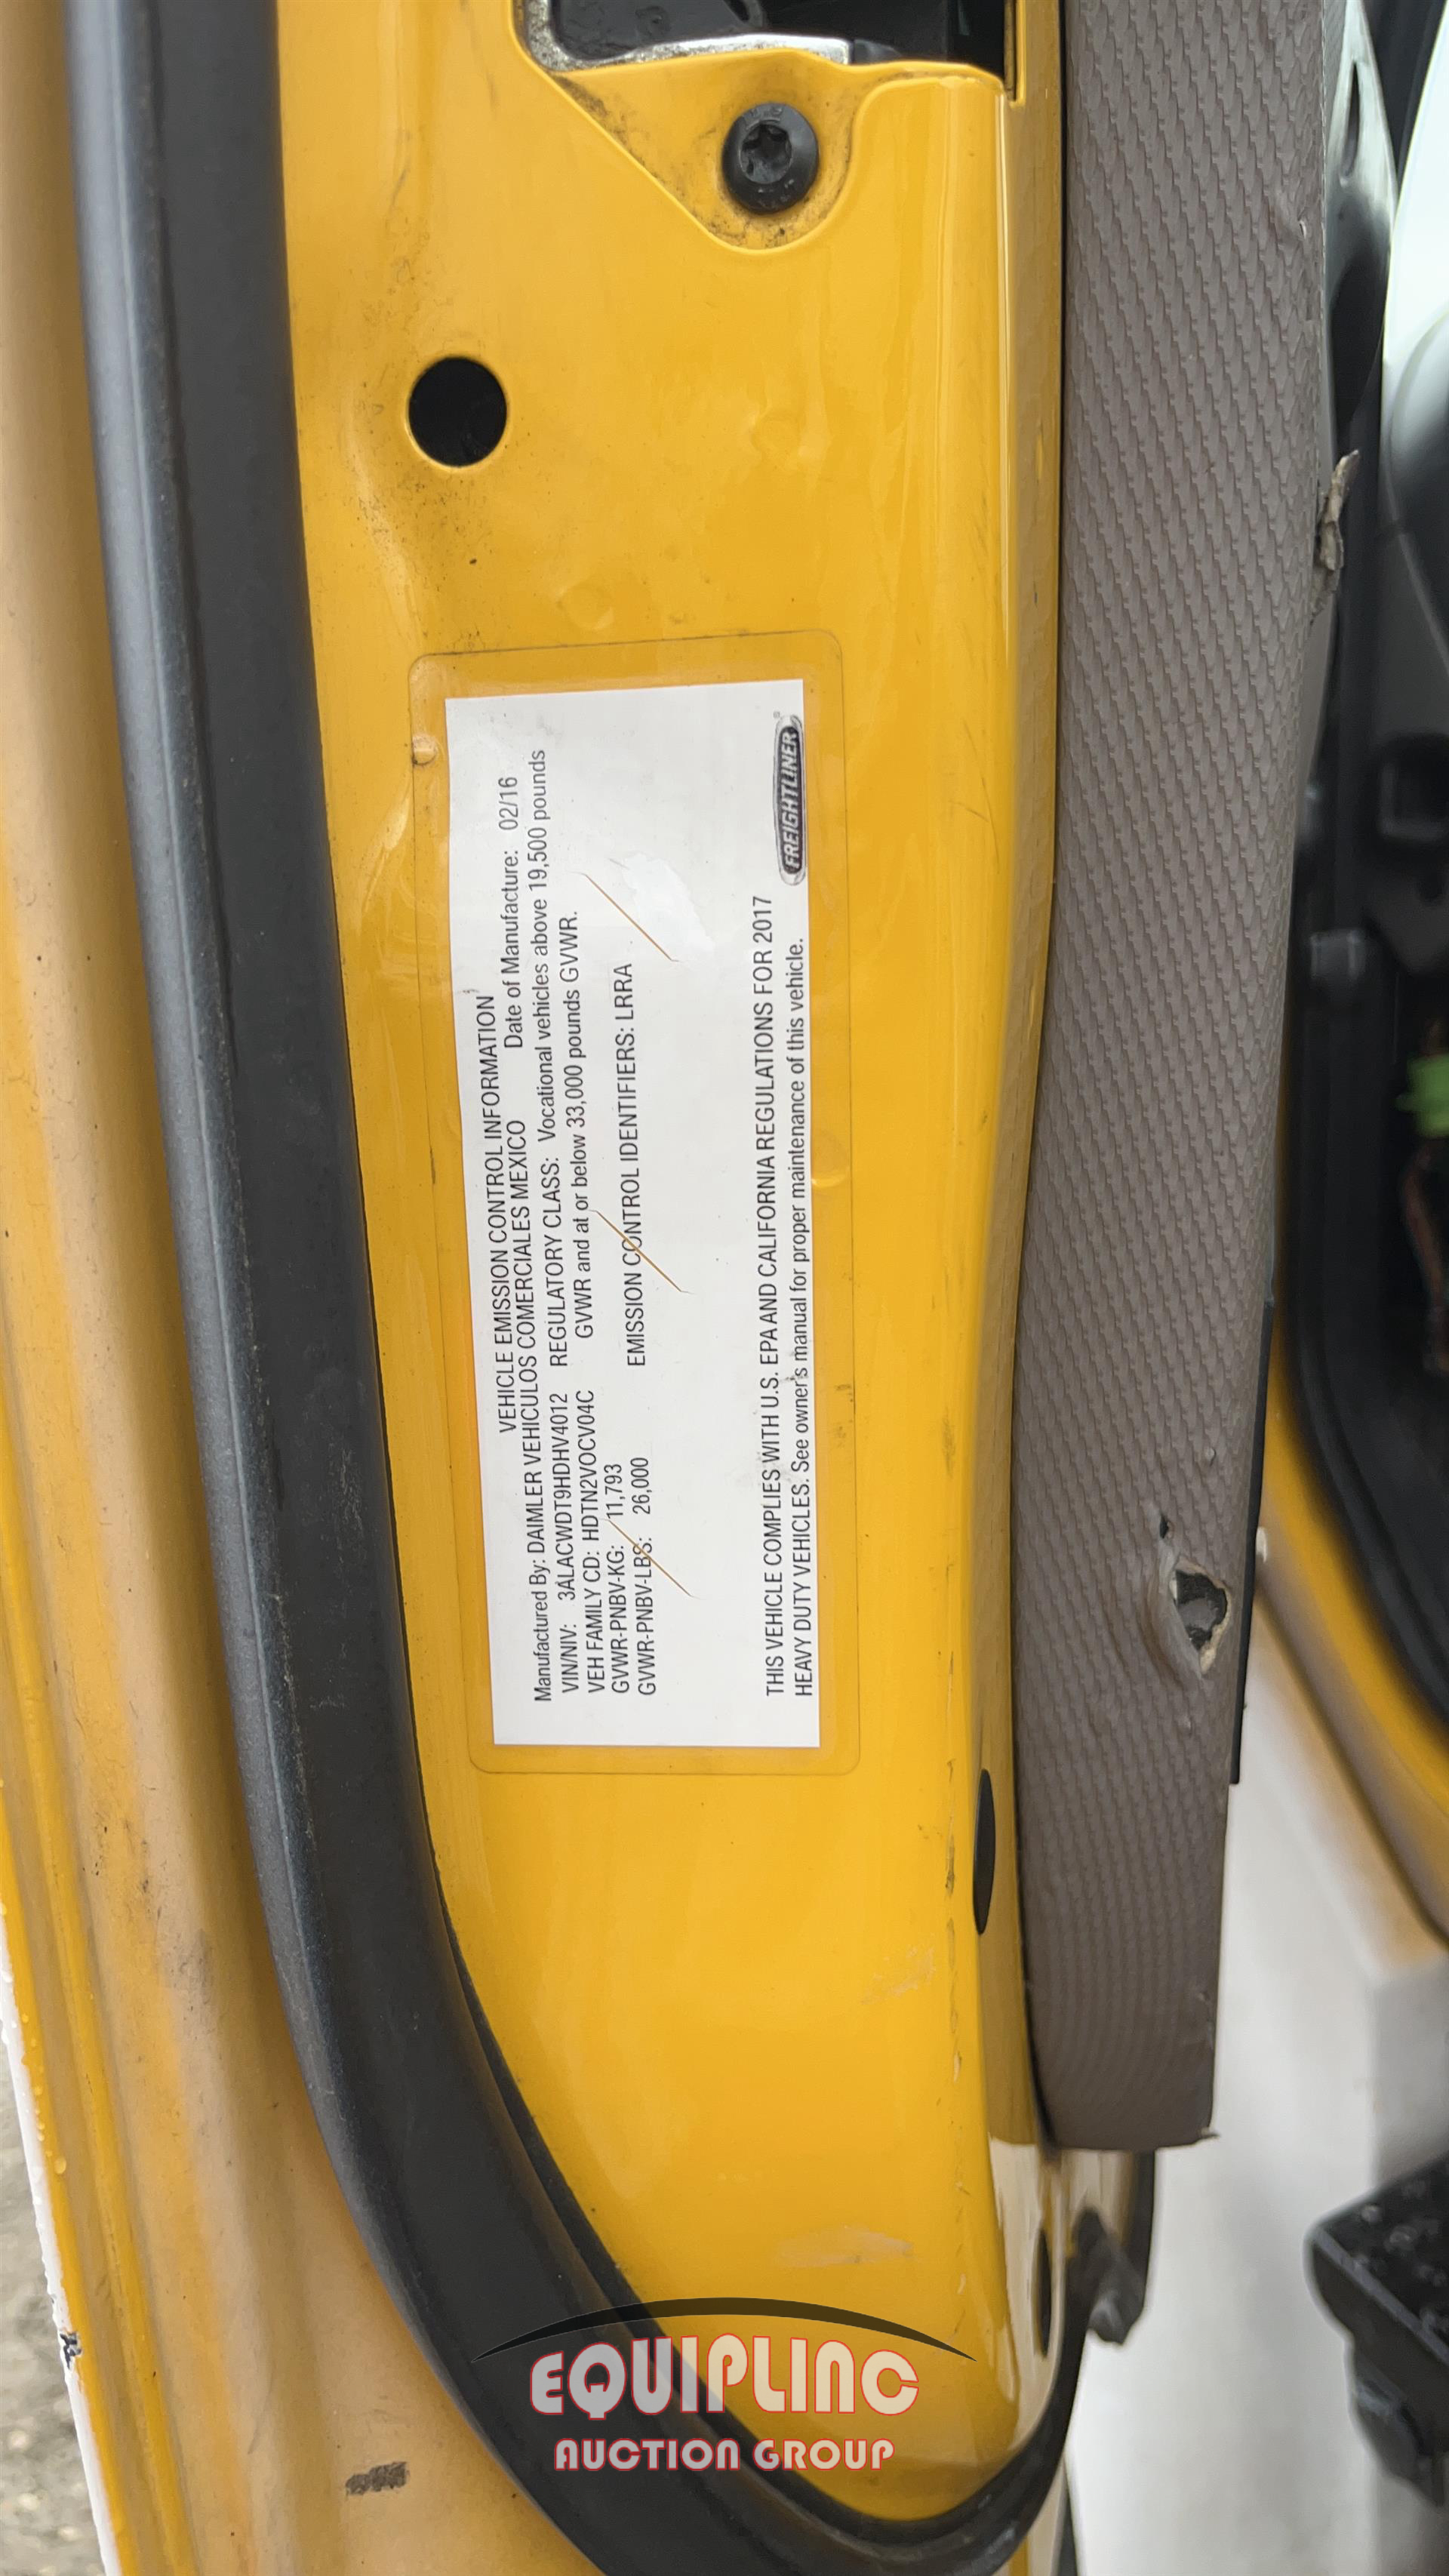 VEHICLE EMISSION CONTROL INFORMATION
Manufactured By: DAIMLER VEHICULOS COMERCIALES MEXICO Date of Manufacture: 02/16
VIN/NIV: 3ALACWDT9HDHV4012 REGULATORY CLASS: Vocational vehicles above 19,500 pounds
VEH FAMILY CD: HDTN2VOCV04C GVWR and at or below 33,000 pounds GVWR.
GVWR-PNBV-KG: 11,793
GVWR-PNBV-LBS: 26,000 EMISSION CONTROL IDENTIFIERS: LRRA
THIS VEHICLE COMPLIES WITH U.S. EPA AND CALIFORNIA REGULATIONS FOR 2017
HEAVY DUTY VEHICLES. See owner's manual for proper maintenance of this vehicle.
FREIGHTLINER®
EQUIPLINC
AUCTION GROUP